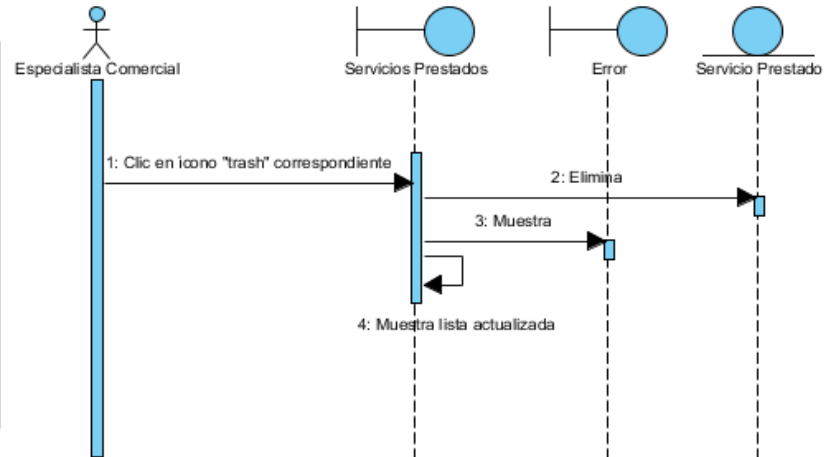 Especialista Comercial
Servicios Prestados
Error
Servicio Prestado
1: Clic en ícono "trash" correspondiente
2: Elimina
3: Muestra
4: Muestra lista actualizada